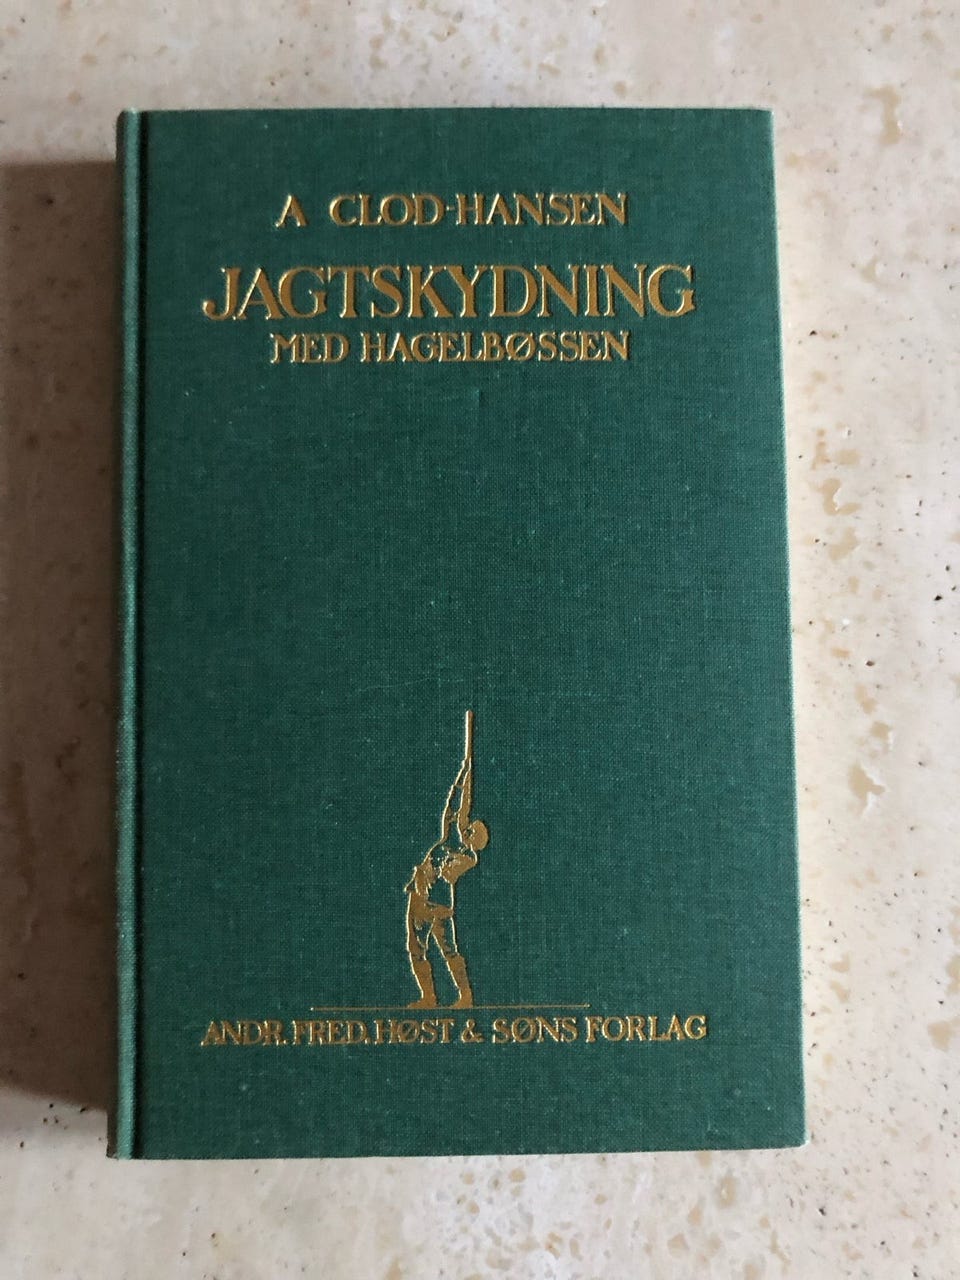 A CLOD-HANSEN
JAGTSKYDNING
MED HAGELBØSSEN
ANDR. FRED. HØST & SØNS FORLAG